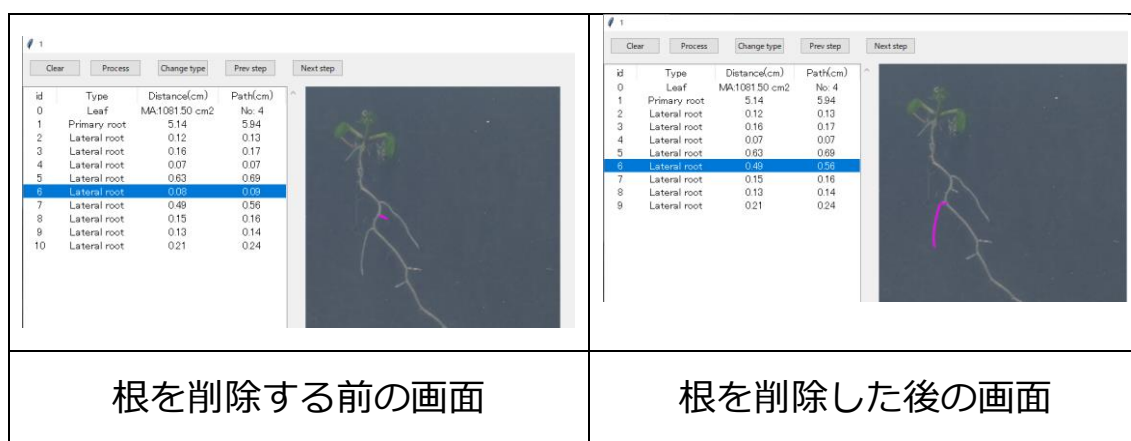 1
Clear Process Change type Prev step Next step
id Type Distance(cm) Path(cm)
0 Leaf MA:1081.50 cm2 No: 4
1 Primary root 5.14 5.94
2 Lateral root 0.12 0.13
3 Lateral root 0.16 0.17
4 Lateral root 0.07 0.07
5 Lateral root 0.63 0.69
6 Lateral root 0.08 0.09
7 Lateral root 0.49 0.56
8 Lateral root 0.15 0.16
9 Lateral root 0.13 0.14
10 Lateral root 0.21 0.24
根を削除する前の画面
1
Clear Process Change type Prev step Next step
id Type Distance(cm) Path(cm)
0 Leaf MA:1081.50 cm2 No: 4
1 Primary root 5.14 5.94
2 Lateral root 0.12 0.13
3 Lateral root 0.16 0.17
4 Lateral root 0.07 0.07
5 Lateral root 0.63 0.69
6 Lateral root 0.49 0.56
7 Lateral root 0.15 0.16
8 Lateral root 0.13 0.14
9 Lateral root 0.21 0.24
根を削除した後の画面